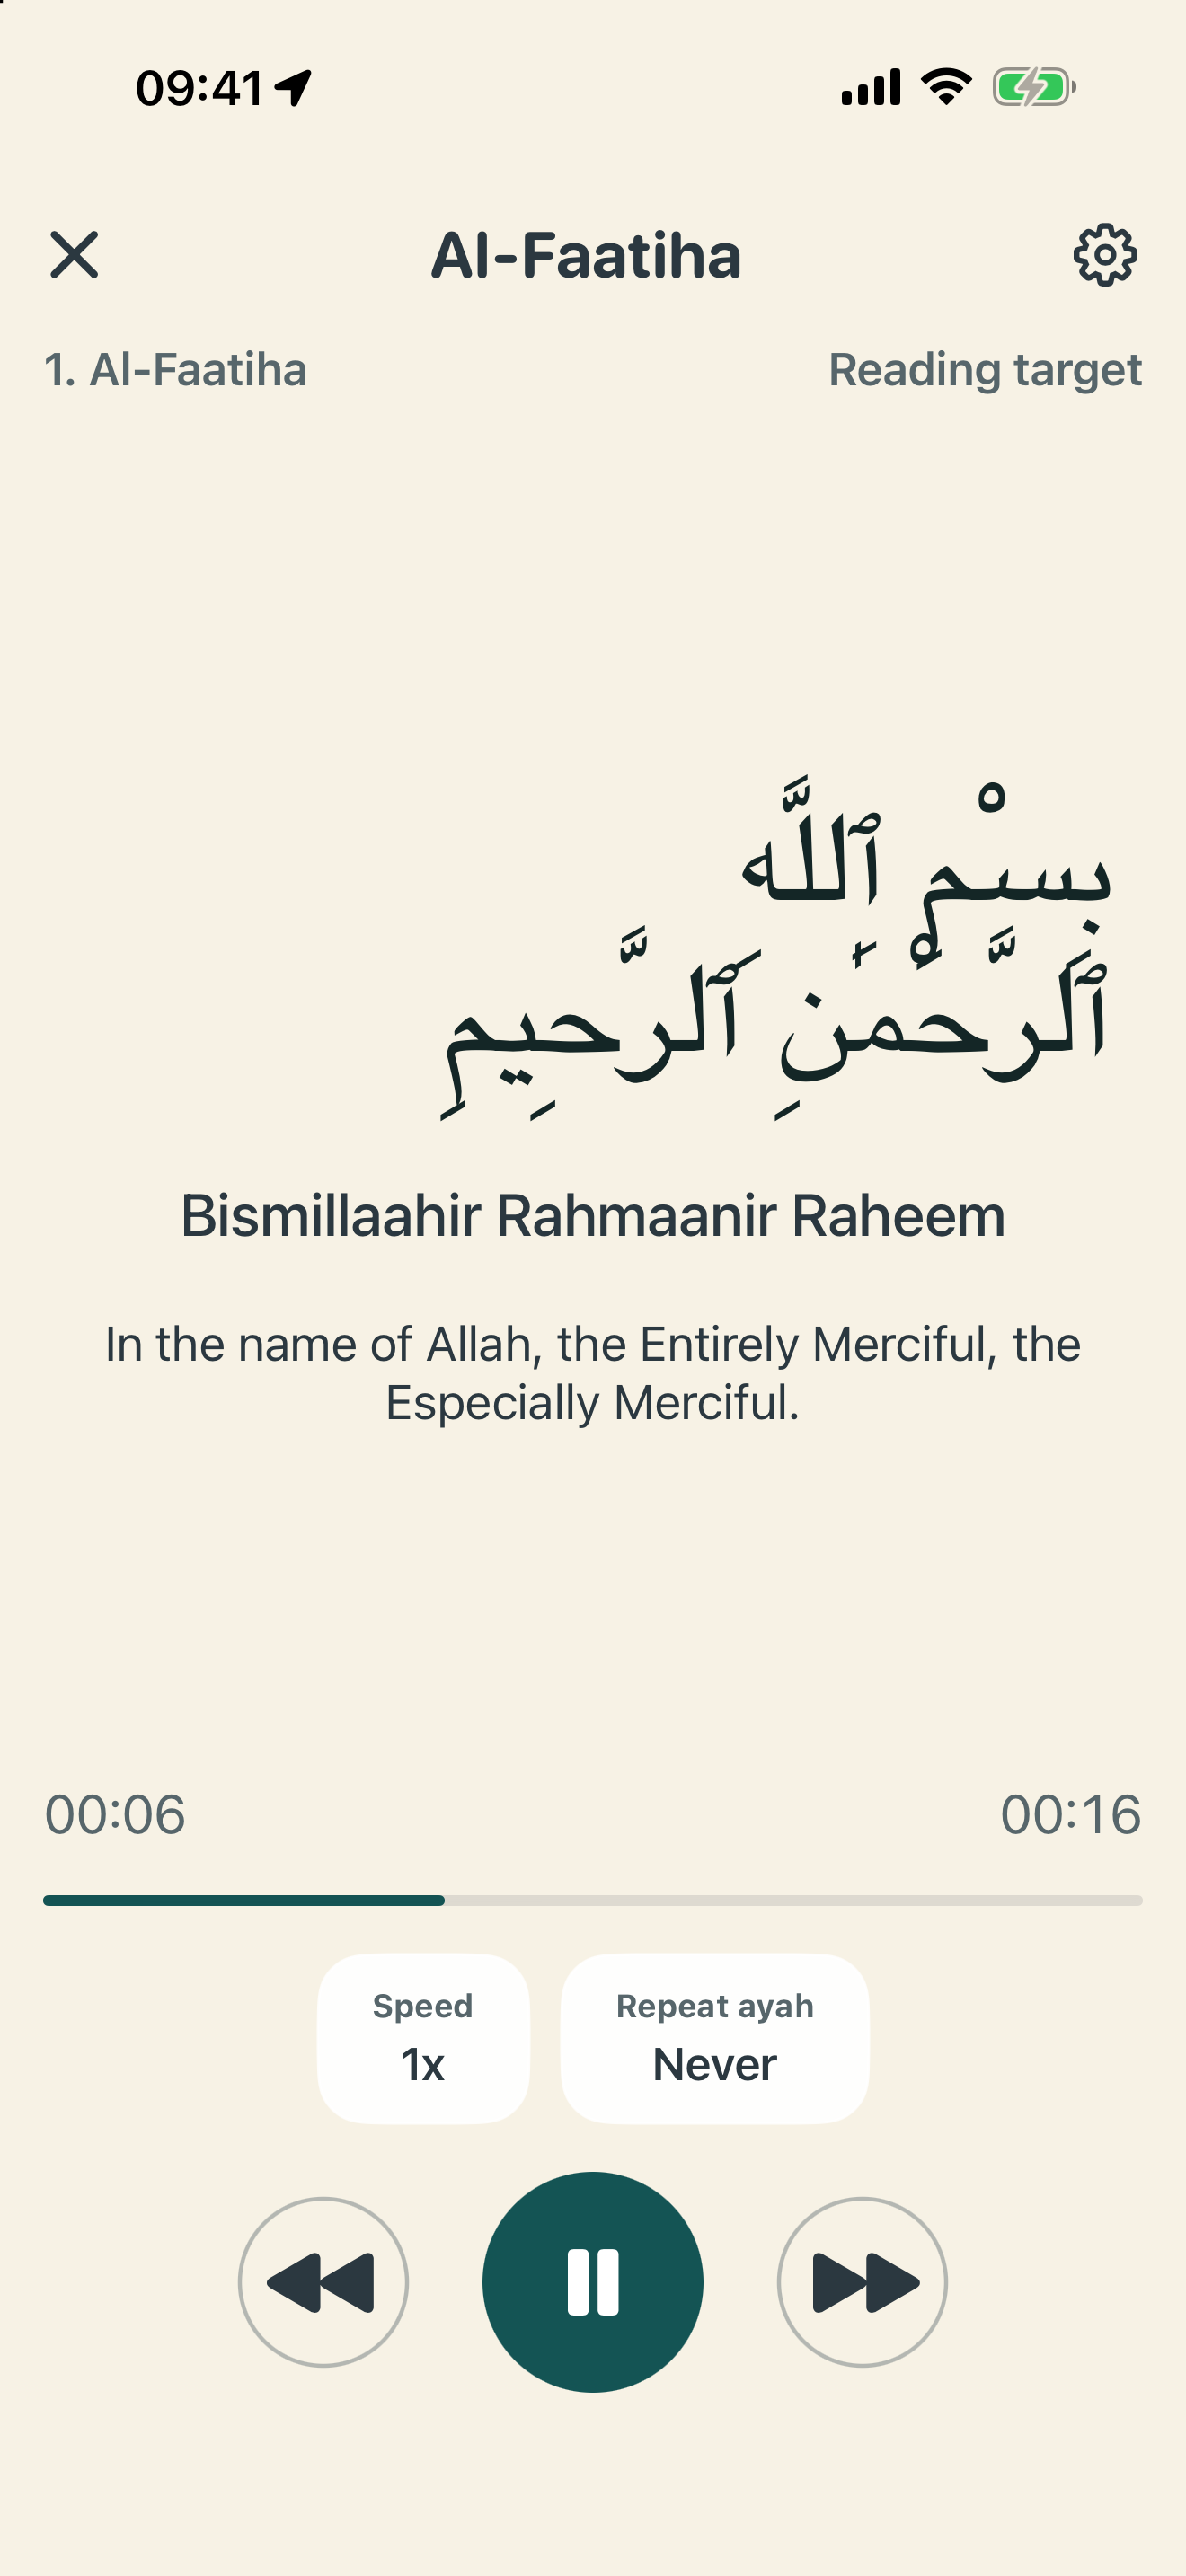 09:41
Al-Faatiha
1. Al-Faatiha
Reading target
بِسْمِ ٱللَّهِ
ٱلرَّحْمَٰنِ ٱلرَّحِيمِ
Bismillaahir Rahmaanir Raheem
In the name of Allah, the Entirely Merciful, the
Especially Merciful.
00:06
00:16
Speed
1x
Repeat ayah
Never